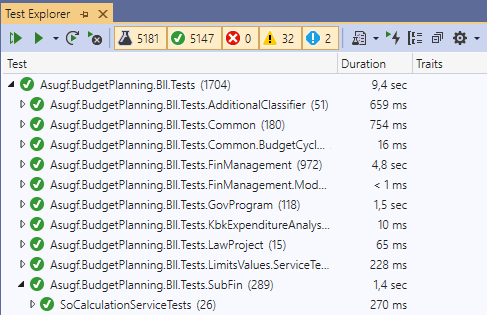 Test Explorer
5181 5147 0 32 2
Test Duration Traits
Asugf.BudgetPlanning.Bll.Tests (1704) 9,4 sec
Asugf.BudgetPlanning.Bll.Tests.AdditionalClassifier (51) 659 ms
Asugf.BudgetPlanning.Bll.Tests.Common (180) 754 ms
Asugf.BudgetPlanning.Bll.Tests.Common.BudgetCycl... 16 ms
Asugf.BudgetPlanning.Bll.Tests.FinManagement (972) 4,8 sec
Asugf.BudgetPlanning.Bll.Tests.FinManagement.Mod... < 1 ms
Asugf.BudgetPlanning.Bll.Tests.GovProgram (118) 1,5 sec
Asugf.BudgetPlanning.Bll.Tests.KbkExpenditureAnalys... 10 ms
Asugf.BudgetPlanning.Bll.Tests.LawProject (15) 65 ms
Asugf.BudgetPlanning.Bll.Tests.LimitsValues.ServiceTe... 228 ms
Asugf.BudgetPlanning.Bll.Tests.SubFin (289) 1,4 sec
SoCalculationServiceTests (26) 270 ms